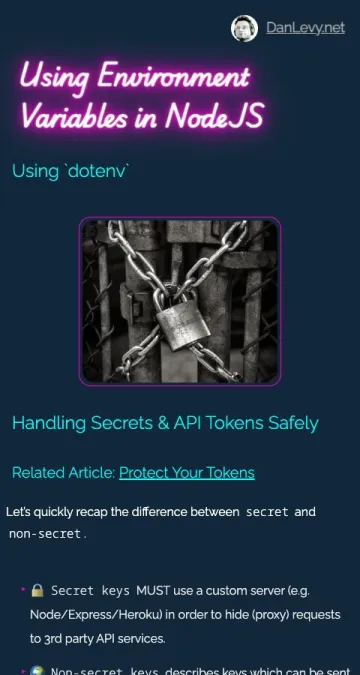 DanLevy.net
Using Environment
Variables in NodeJS
Using `dotenv`
Handling Secrets & API Tokens Safely
Related Article: Protect Your Tokens
Let's quickly recap the difference between secret and
non-secret.
🔒 Secret keys MUST use a custom server (e.g.
Node/Express/Heroku) in order to hide (proxy) requests
to 3rd party API services.
🌍 Non-secret keys describes keys which can be sent